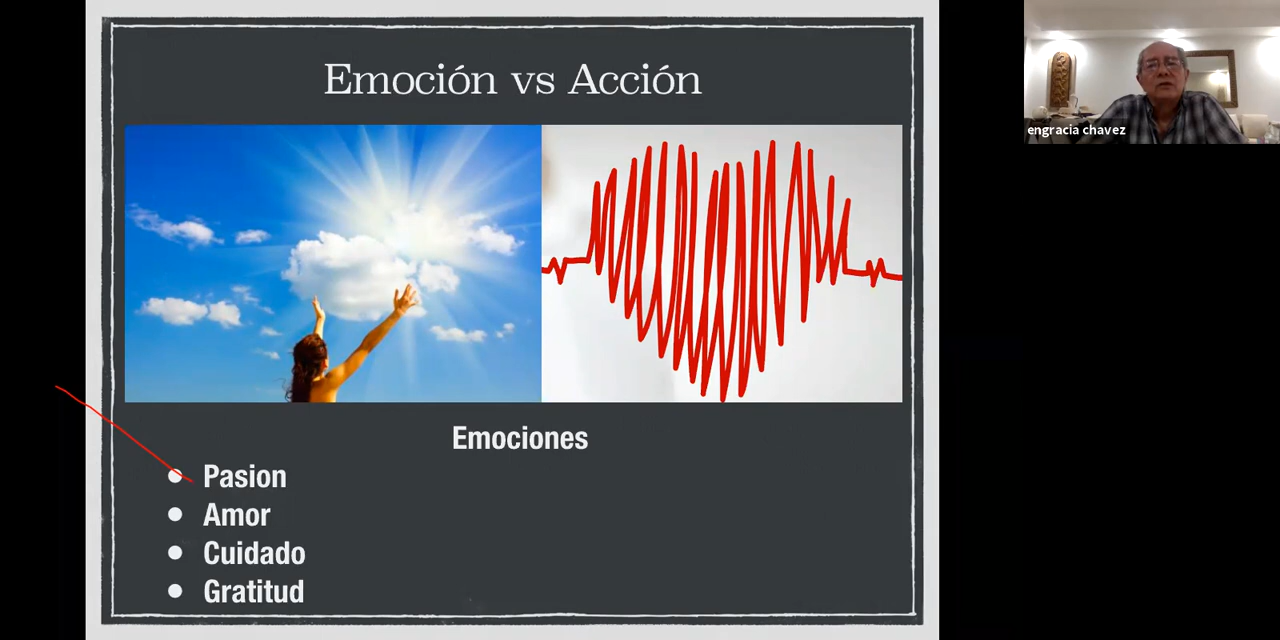 Emoción vs Acción
engracia chavez
Emociones
Pasion
Amor
Cuidado
Gratitud